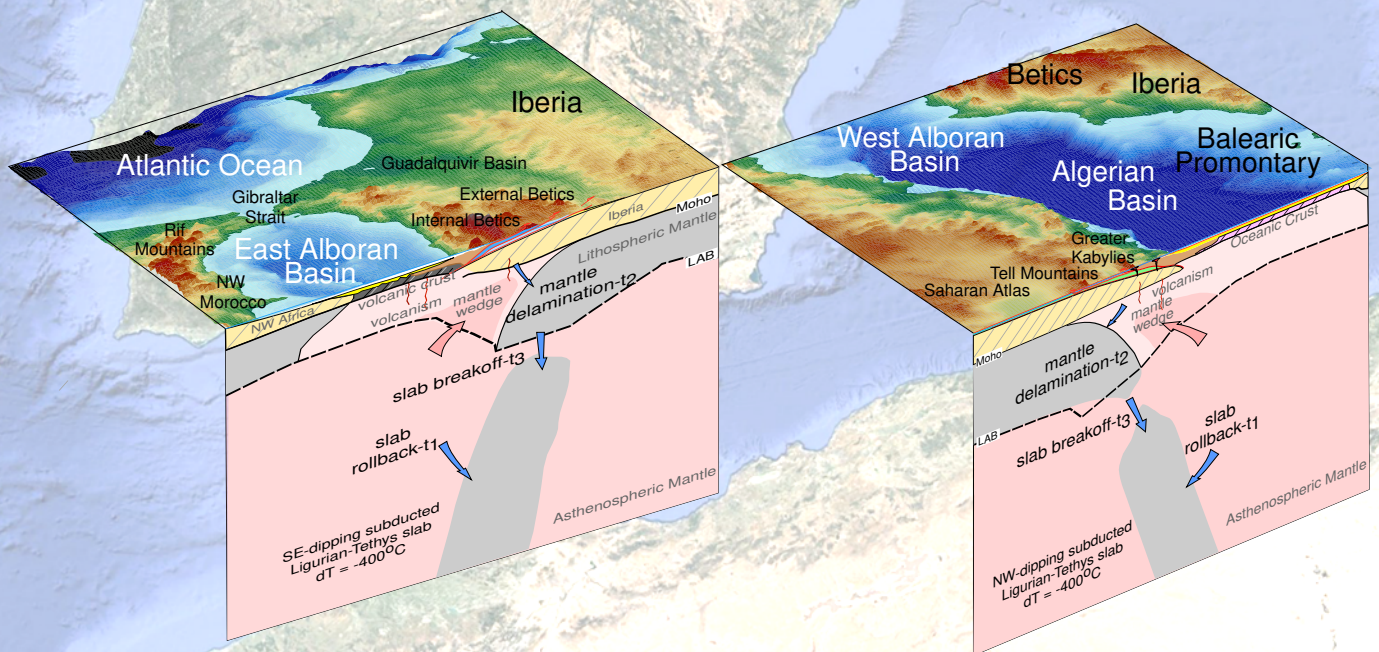 Iberia
Atlantic Ocean
Guadalquivir Basin
Gibraltar
Strait
External Betics
Internal Betics
Rif
Mountains
East Alboran
Basin
NW
Morocco
Iberia
Moho
Lithospheric Mantle
LAB
NW Africa
volcanic crust
volcanism
mantle
wedge
mantle
delamination-t2
slab breakoff-t3
slab
rollback-t1
Asthenospheric Mantle
SE-dipping subducted
Ligurian-Tethys slab
dT = -400ºC
Betics
Iberia
West Alboran
Basin
Balearic
Promontary
Algerian
Basin
Greater
Kabylies
Tell Mountains
Saharan Atlas
Oceanic Crust
volcanism
mantle
wedge
Moho
mantle
delamination-t2
LAB
slab breakoff-t3
slab
rollback-t1
Asthenospheric Mantle
NW-dipping subducted
Ligurian-Tethys slab
dT = -400ºC